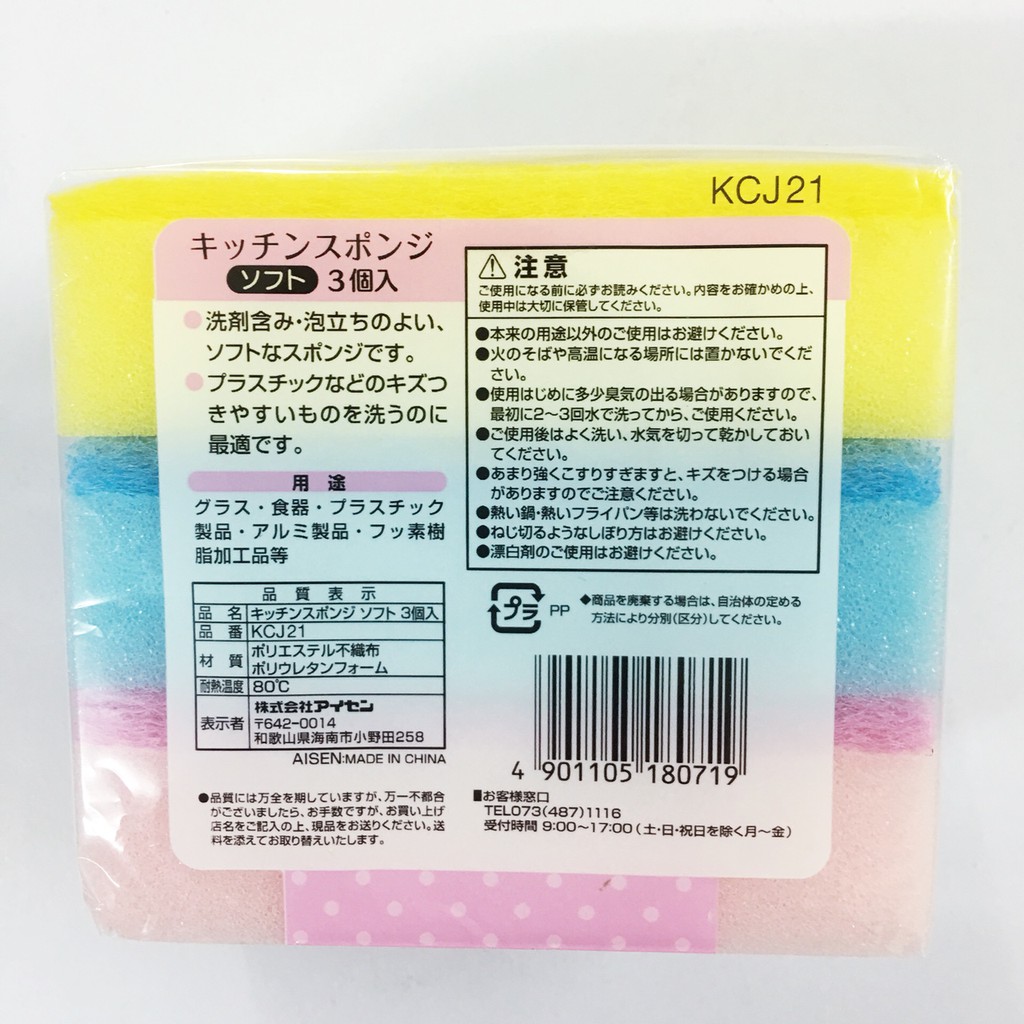 KCJ21
キッチンスポンジ
ソフト 3個入
●洗剤含み・泡立ちのよい、
ソフトなスポンジです。
●プラスチックなどのキズつ
きやすいものを洗うのに
最適です。
用途
グラス・食器・プラスチック
製品・アルミ製品・フッ素樹
脂加工品等
品質表示
品名 キッチンスポンジ ソフト 3個入
品番 KCJ21
材質 ポリエステル不織布
ポリウレタンフォーム
耐熱温度 80℃
表示者 株式会社アイセン
〒642-0014
和歌山県海南市小野田258
AISEN:MADE IN CHINA
●品質には万全を期していますが、万一不都合
がございましたら、お手数ですが、お買い上げ
店名をご記入の上、現品をお送りください。送
料を添えてお取り替えいたします。
注意
ご使用になる前に必ずお読みください。内容をお確かめの上、
使用中は大切に保管してください。
●本来の用途以外のご使用はお避けください。
●火のそばや高温になる場所には置かないでくだ
さい。
●使用はじめに多少臭気の出る場合がありますので、
最初に2〜3回水で洗ってから、ご使用ください。
●ご使用後はよく洗い、水気を切って乾かしておい
てください。
●あまり強くこすりすぎますと、キズをつける場合
がありますのでご注意ください。
●熱い鍋・熱いフライパン等は洗わないでください。
●ねじ切るようなしぼり方はお避けください。
●漂白剤のご使用はお避けください。
プラ PP
◆商品を廃棄する場合は、自治体の定める
方法により分別(区分)してください。
4 901105 180719
■お客様窓口
TEL073(487)1116
受付時間 9:00〜17:00(土・日・祝日を除く月〜金)